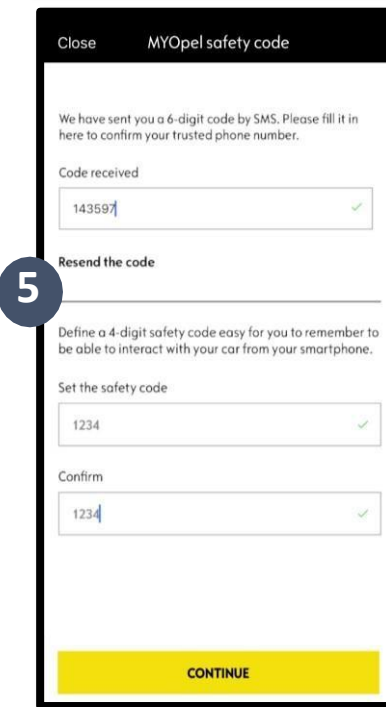 Close MYOpel safety code
We have sent you a 6-digit code by SMS. Please fill it in
here to confirm your trusted phone number.
Code received
143597
Resend the code
5
Define a 4-digit safety code easy for you to remember to
be able to interact with your car from your smartphone.
Set the safety code
1234
Confirm
1234
CONTINUE